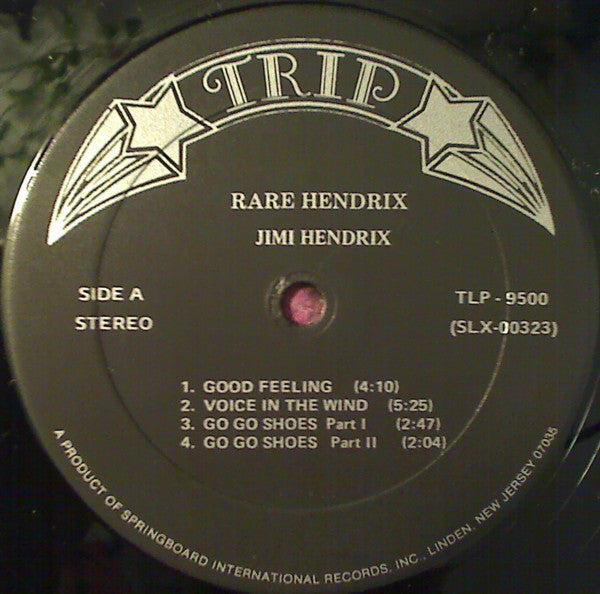 TRIP
RARE HENDRIX
JIMI HENDRIX
SIDE A
STEREO
TLP - 9500
(SLX-00323)
1. GOOD FEELING (4:10)
2. VOICE IN THE WIND (5:25)
3. GO GO SHOES Part I (2:47)
4. GO GO SHOES Part II (2:04)
A PRODUCT OF SPRINGBOARD INTERNATIONAL RECORDS, INC., LINDEN, NEW JERSEY 07035